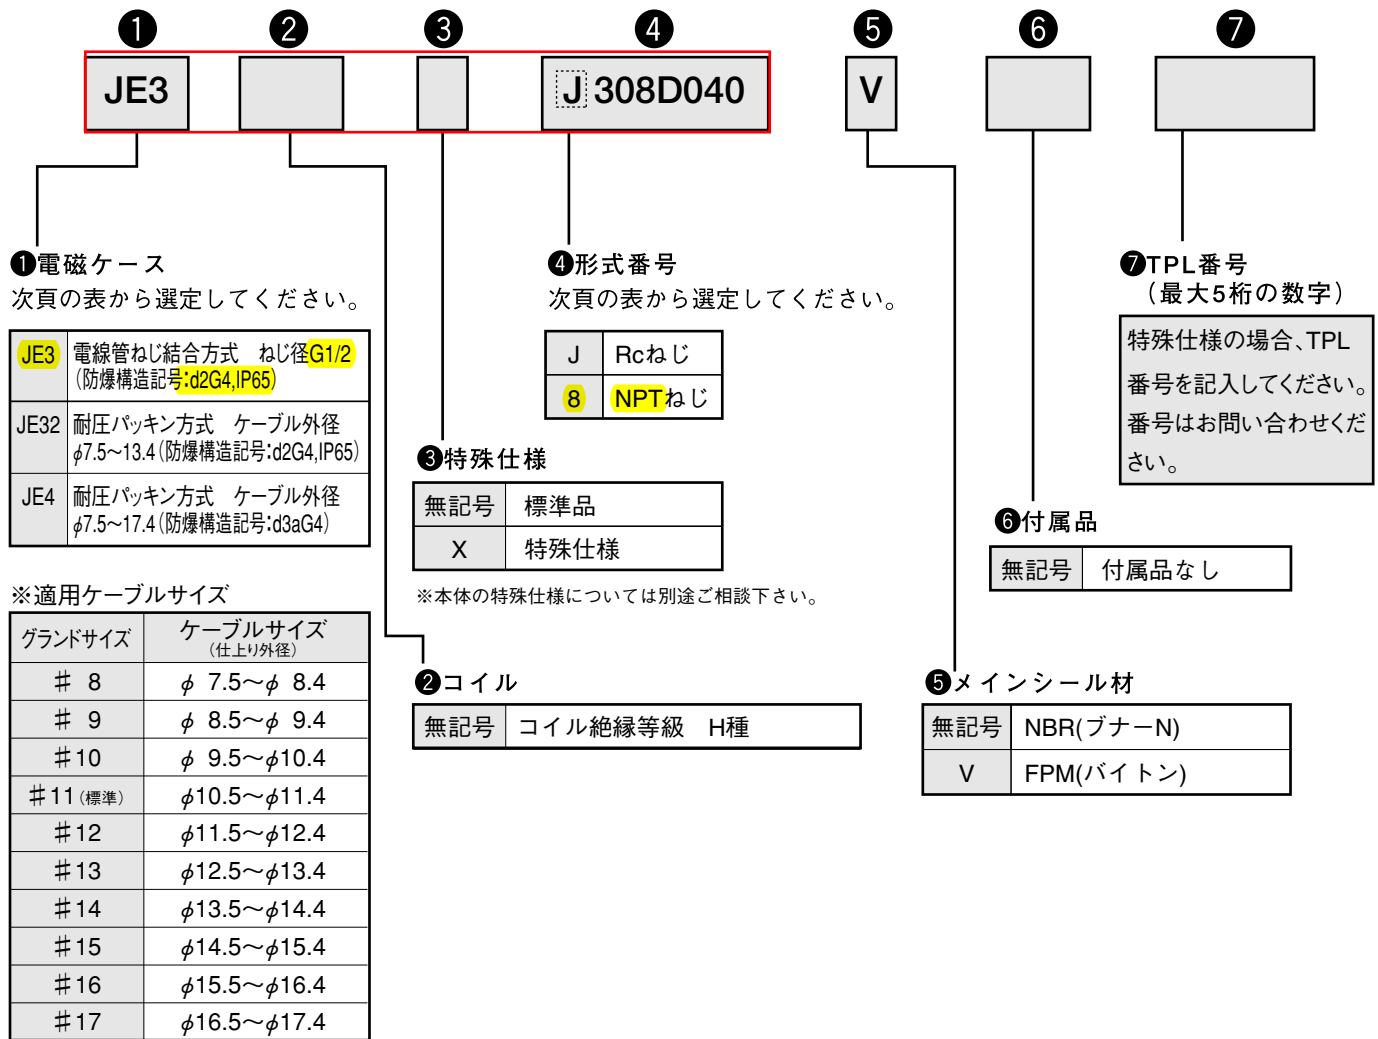 ❶ ❷ ❸ ❹ ❺ ❻ ❼
JE3 J 308D040 V
❶電磁ケース
次頁の表から選定してください。
JE3 電線管ねじ結合方式 ねじ径G1/2
(防爆構造記号:d2G4,IP65)
JE32 耐圧パッキン方式 ケーブル外径
φ7.5~13.4(防爆構造記号:d2G4,IP65)
JE4 耐圧パッキン方式 ケーブル外径
φ7.5~17.4(防爆構造記号:d3aG4)
※適用ケーブルサイズ
グランドサイズ ケーブルサイズ
(仕上り外径)
♯ 8 φ 7.5~φ 8.4
♯ 9 φ 8.5~φ 9.4
♯10 φ 9.5~φ10.4
♯11(標準) φ10.5~φ11.4
♯12 φ11.5~φ12.4
♯13 φ12.5~φ13.4
♯14 φ13.5~φ14.4
♯15 φ14.5~φ15.4
♯16 φ15.5~φ16.4
♯17 φ16.5~φ17.4
❹形式番号
次頁の表から選定してください。
J Rcねじ
8 NPTねじ
❸特殊仕様
無記号 標準品
X 特殊仕様
※本体の特殊仕様については別途ご相談下さい。
❷コイル
無記号 コイル絶縁等級 H種
❼TPL番号
(最大5桁の数字)
特殊仕様の場合、TPL
番号を記入してください。
番号はお問い合わせくだ
さい。
❻付属品
無記号 付属品なし
❺メインシール材
無記号 NBR(ブナーN)
V FPM(バイトン)